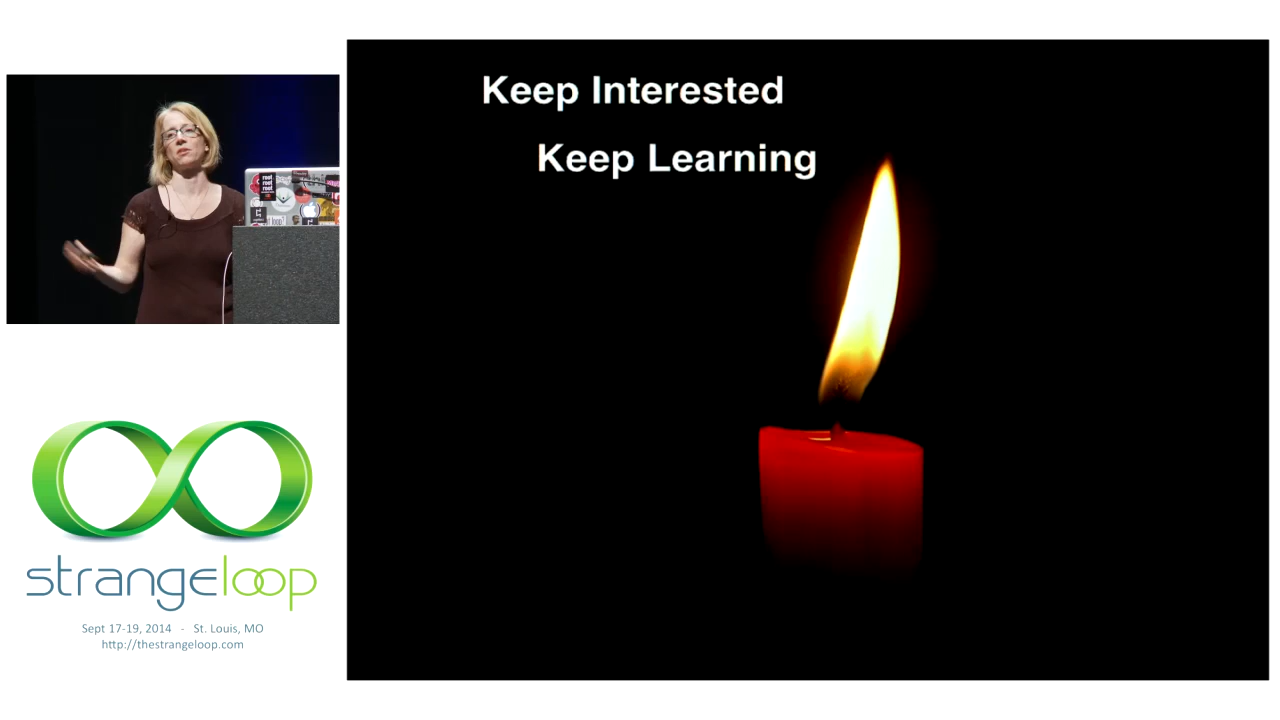 Keep Interested
Keep Learning
strangeloop
Sept 17-19, 2014 - St. Louis, MO
http://thestrangeloop.com